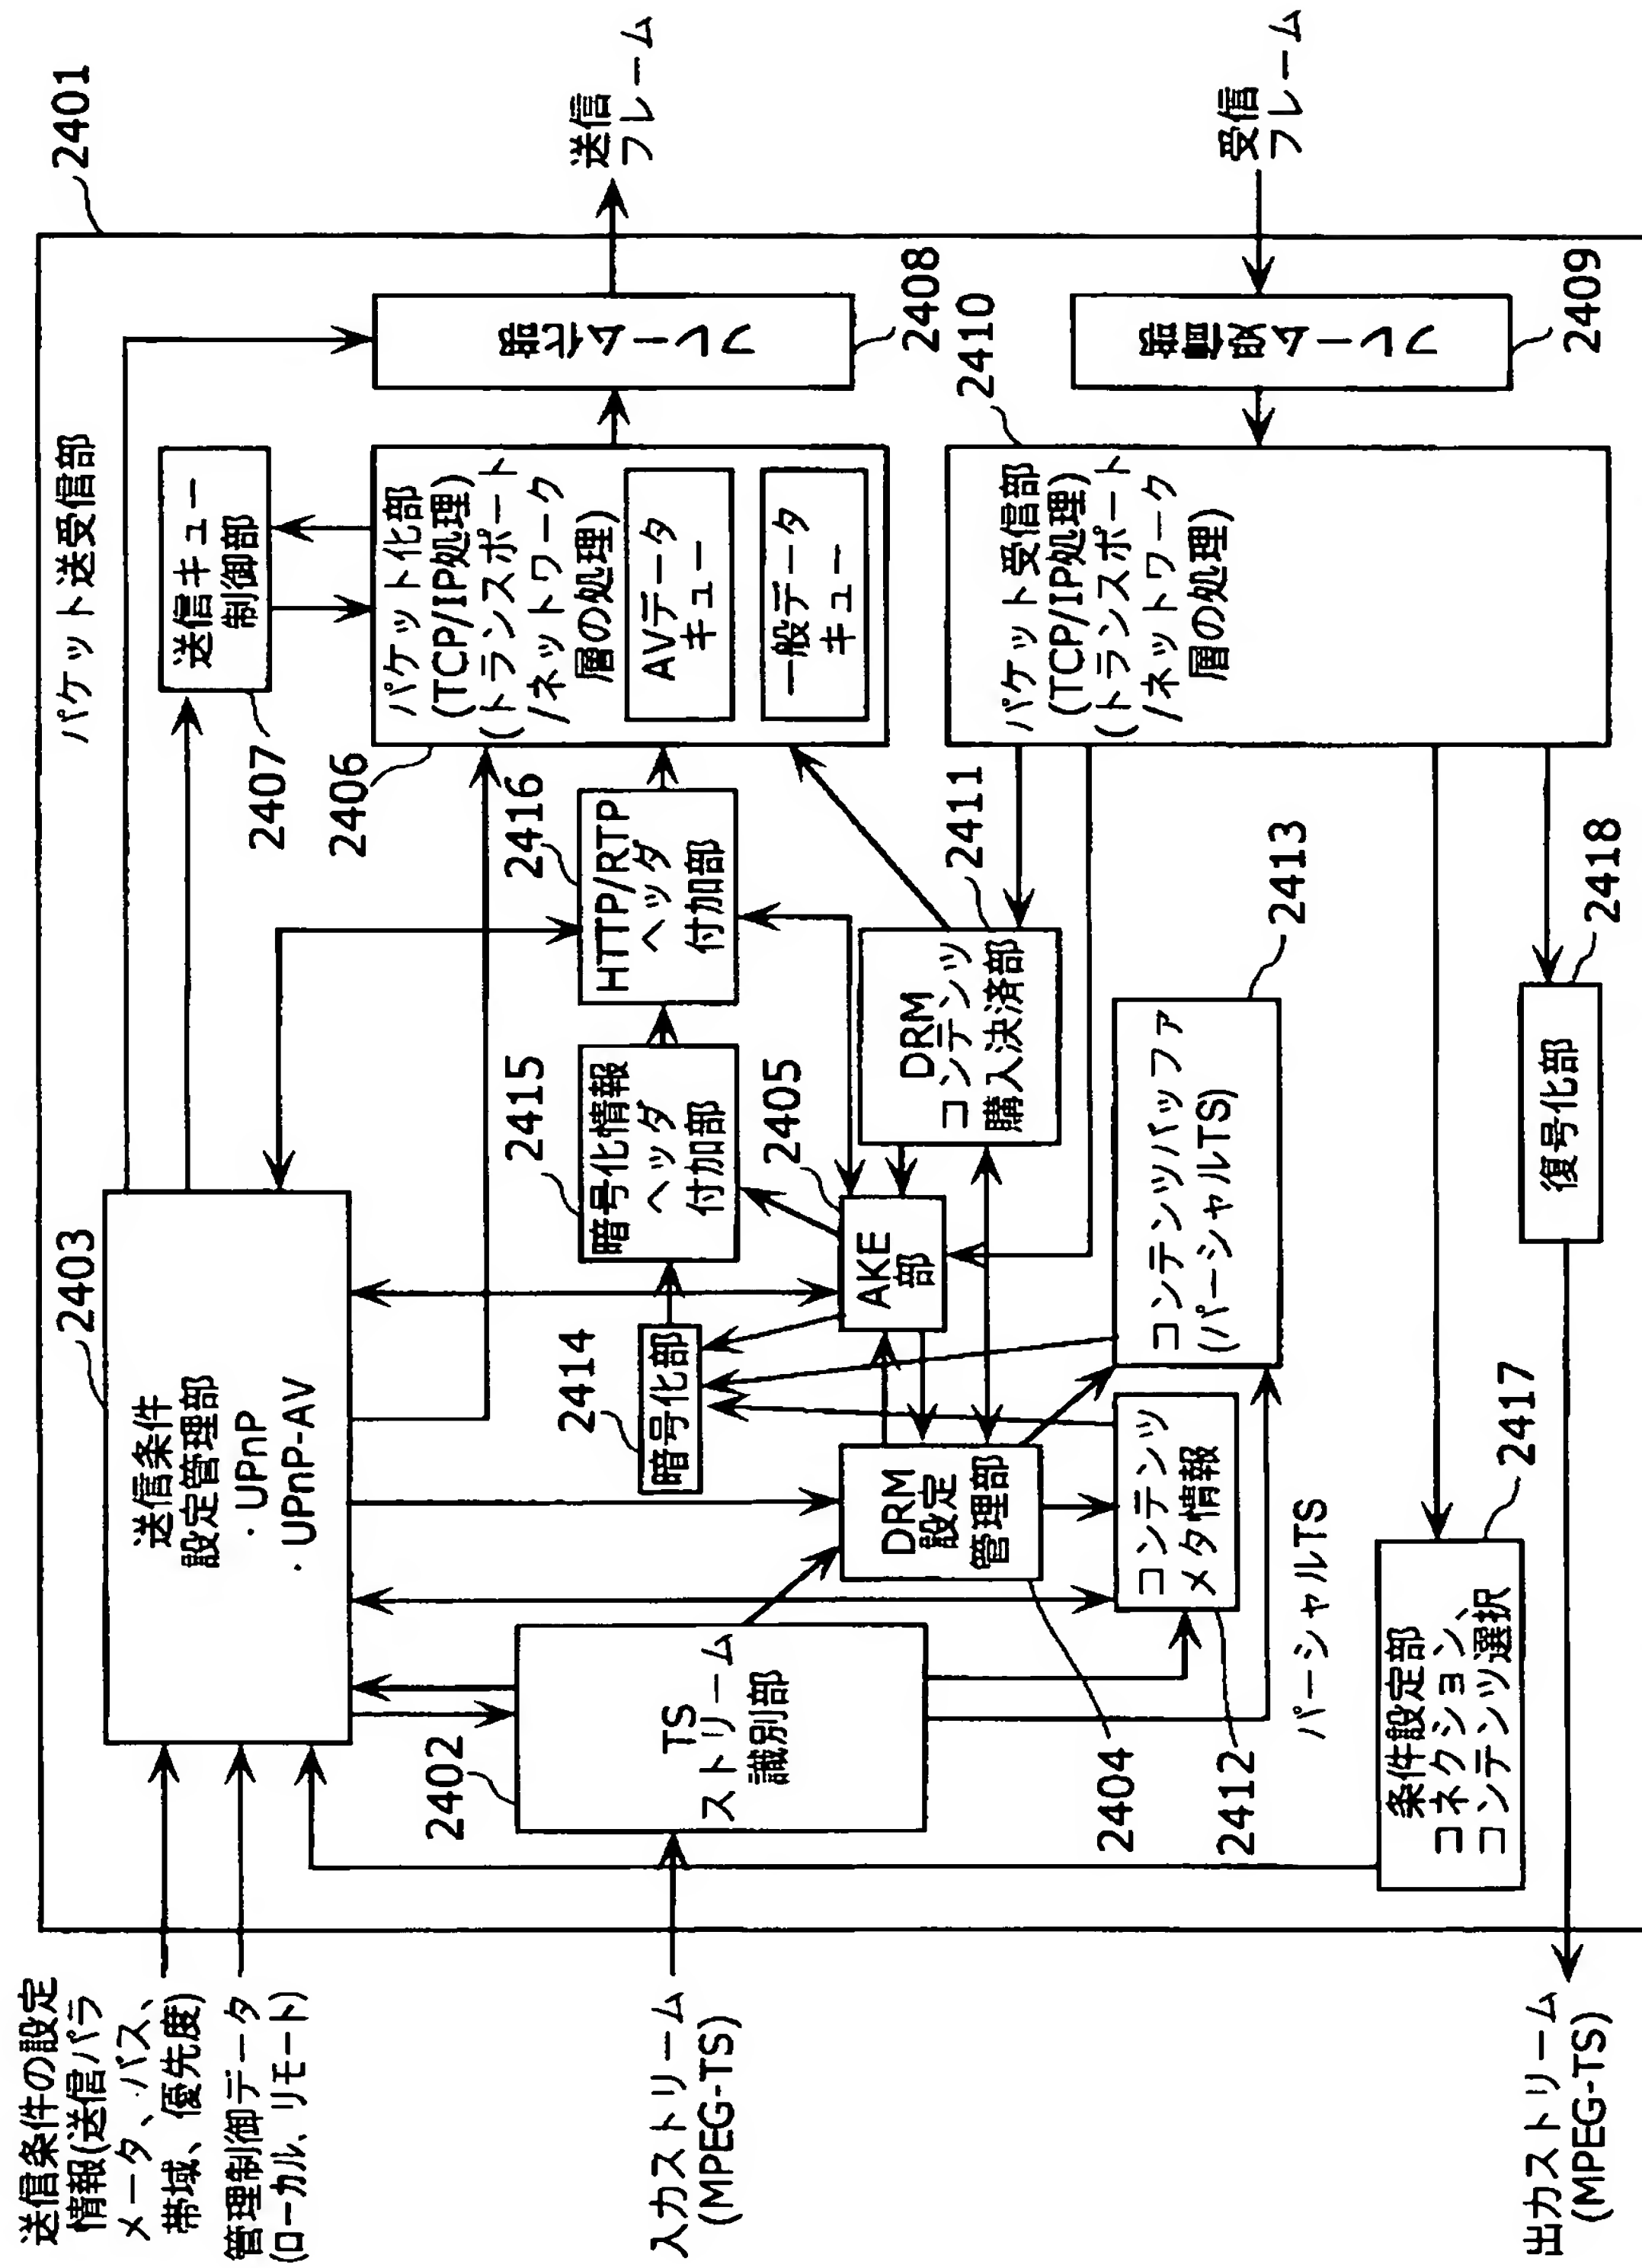 送信条件の設定
情報(送信パラ
メータ、パス、
帯域、優先度)
管理制御データ
(ローカル、リモート)
入力ストリーム
(MPEG-TS)
出力ストリーム
(MPEG-TS)
パケット送受信部
2401
2403
送信条件
設定管理部
・UPnP
・UPnP-AV
2402
TS
ストリーム
識別部
2404
DRM
設定
管理部
2412
コンテンツ
メタ情報
パーシャルTS
2417
条件設定部
コネクション、
コンテンツ選択
2414
暗号化部
2415
暗号化情報
ヘッダ
付加部
2405
AKE
部
2413
コンテンツバッファ
(パーシャルTS)
2416
HTTP/RTP
ヘッダ
付加部
2411
DRM
コンテンツ
購入決済部
2418
復号化部
2407
送信キュー
制御部
2406
パケット化部
(TCP/IP処理)
(トランスポート
/ネットワーク
層の処理)
AVデータ
キュー
一般データ
キュー
2410
パケット受信部
(TCP/IP処理)
(トランスポート
/ネットワーク
層の処理)
2408
フレーム化部
2409
フレーム受信部
送信
フレーム
受信
フレーム